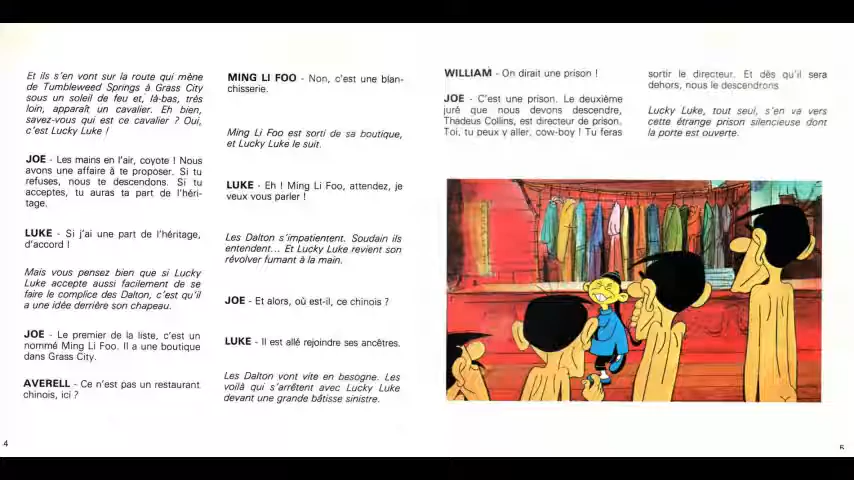 Et ils s'en vont sur la route qui mène
de Tumbleweed Springs à Grass City
sous un soleil de feu et, là-bas, très
loin, apparaît un cavalier. Eh bien,
savez-vous qui est ce cavalier ? Oui,
c'est Lucky Luke !
JOE - Les mains en l'air, coyote ! Nous
avons une affaire à te proposer. Si tu
refuses, nous te descendons. Si tu
acceptes, tu auras ta part de l'héri-
tage.
LUKE - Si j'ai une part de l'héritage,
d'accord !
Mais vous pensez bien que si Lucky
Luke accepte aussi facilement de se
faire le complice des Dalton, c'est qu'il
a une idée derrière son chapeau.
JOE - Le premier de la liste, c'est un
nommé Ming Li Foo. Il a une boutique
dans Grass City.
AVERELL - Ce n'est pas un restaurant
chinois, ici ?
4
MING LI FOO - Non, c'est une blan-
chisserie.
Ming Li Foo est sorti de sa boutique,
et Lucky Luke le suit.
LUKE - Eh ! Ming Li Foo, attendez, je
veux vous parler !
Les Dalton s'impatientent. Soudain ils
entendent... Et Lucky Luke revient son
révolver fumant à la main.
JOE - Et alors, où est-il, ce chinois ?
LUKE - Il est allé rejoindre ses ancêtres.
Les Dalton vont vite en besogne. Les
voilà qui s'arrêtent avec Lucky Luke
devant une grande bâtisse sinistre.
WILLIAM - On dirait une prison !
JOE - C'est une prison. Le deuxième
juré que nous devons descendre,
Thadeus Collins, est directeur de prison.
Toi, tu peux y aller, cow-boy ! Tu feras
sortir le directeur. Et dès qu'il sera
dehors, nous le descendrons.
Lucky Luke, tout seul, s'en va vers
cette étrange prison silencieuse dont
la porte est ouverte.
5